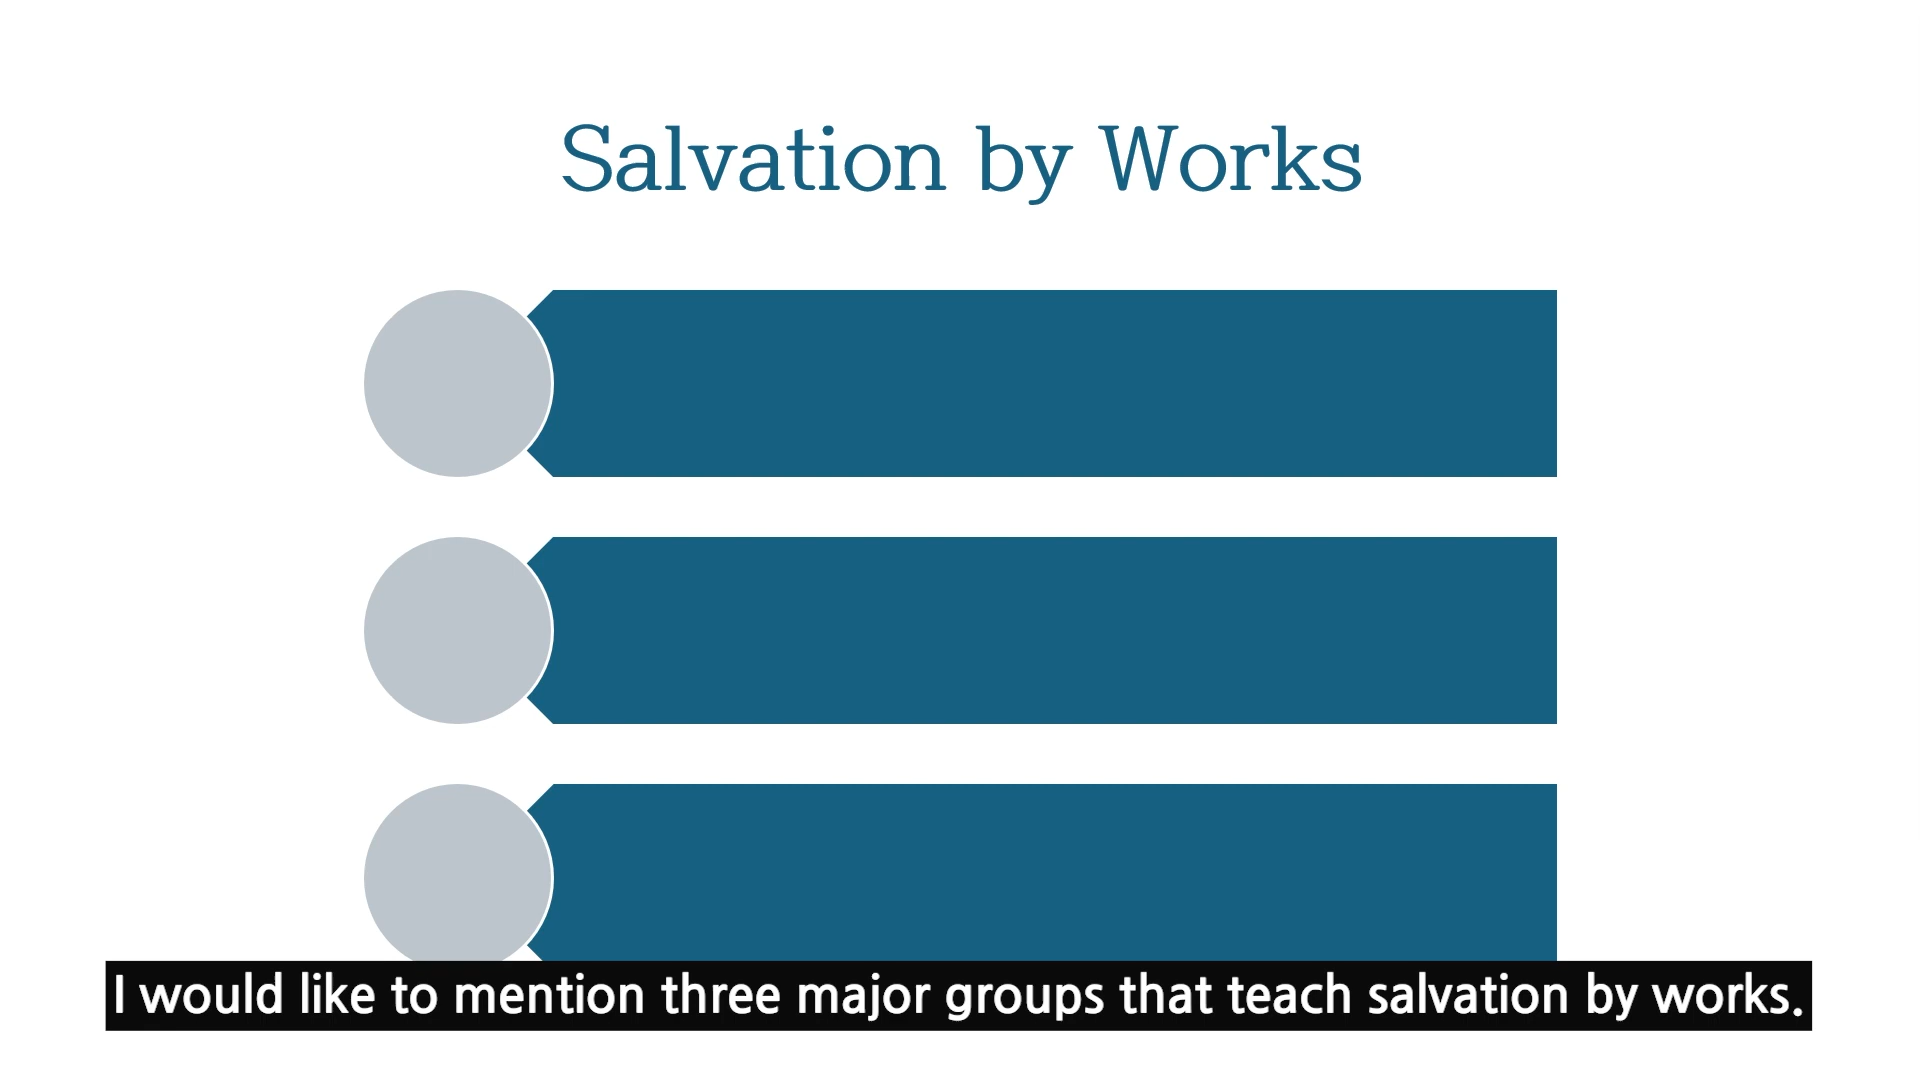 Salvation by Works
I would like to mention three major groups that teach salvation by works.